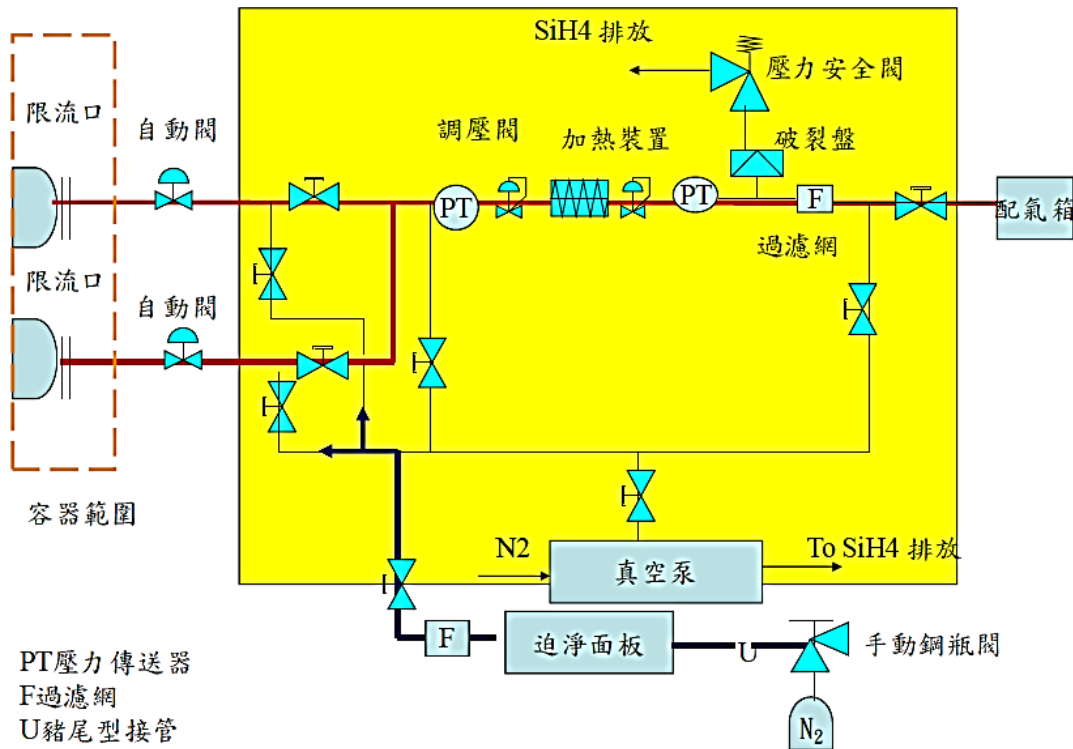 SiH4 排放
壓力安全閥
限流口
自動閥
調壓閥
加熱裝置
破裂盤
PT
PT
F
配氣箱
過濾網
限流口
自動閥
容器範圍
N2
真空泵
To SiH4 排放
F
迫淨面板
U
手動鋼瓶閥
N2
PT壓力傳送器
F過濾網
U豬尾型接管